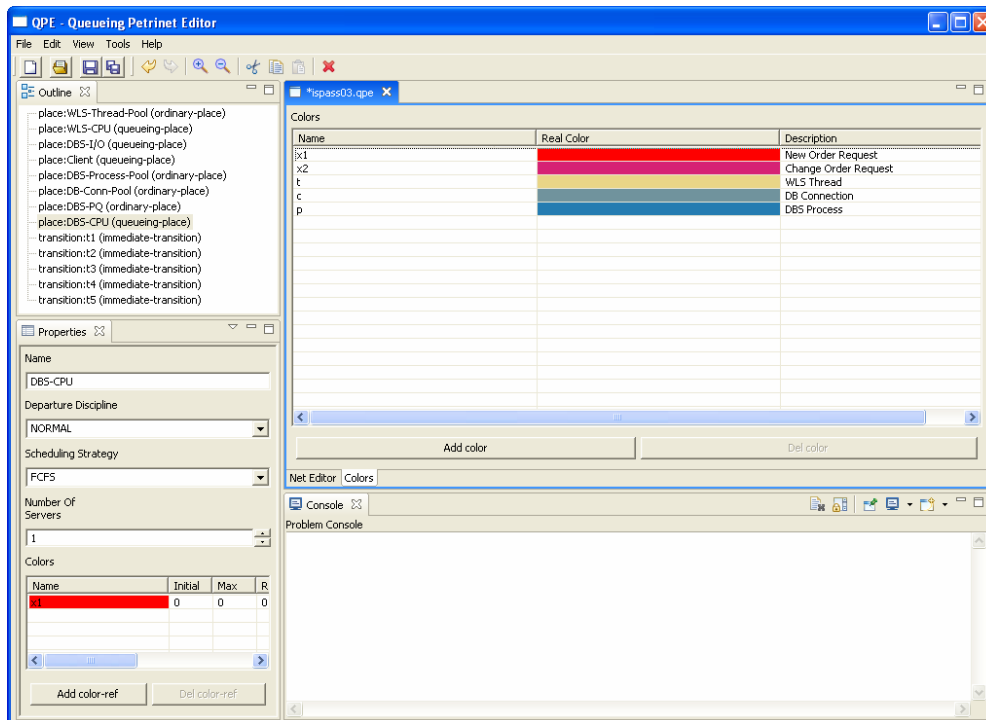 QPE - Queueing Petrinet Editor
File Edit View Tools Help
Outline
place:WLS-Thread-Pool (ordinary-place)
place:WLS-CPU (queueing-place)
place:DBS-I/O (queueing-place)
place:Client (queueing-place)
place:DBS-Process-Pool (ordinary-place)
place:DB-Conn-Pool (ordinary-place)
place:DBS-PQ (ordinary-place)
place:DBS-CPU (queueing-place)
transition:t1 (immediate-transition)
transition:t2 (immediate-transition)
transition:t3 (immediate-transition)
transition:t4 (immediate-transition)
transition:t5 (immediate-transition)
Properties
Name
DBS-CPU
Departure Discipline
NORMAL
Scheduling Strategy
FCFS
Number Of
Servers
1
Colors
Name Initial Max R
x1 0 0 0
Add color-ref Del color-ref
*ispass03.qpe
Colors
Name Real Color Description
x1 New Order Request
x2 Change Order Request
t WLS Thread
c DB Connection
p DBS Process
Add color Del color
Net Editor Colors
Console
Problem Console